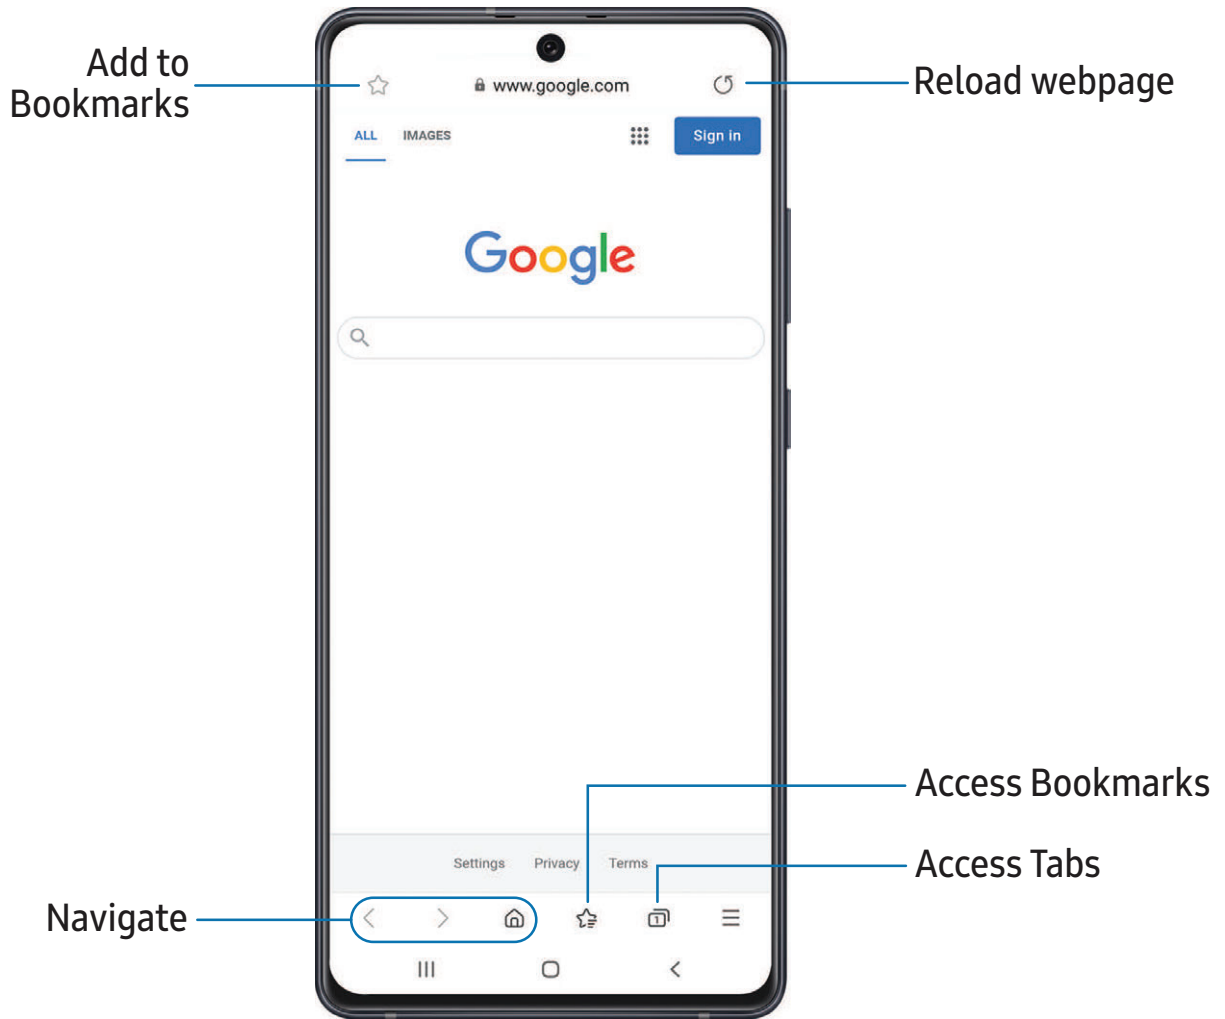 Add to
Bookmarks
www.google.com
Reload webpage
ALL IMAGES
Sign in
Google
Access Bookmarks
Settings Privacy Terms
Access Tabs
Navigate
1